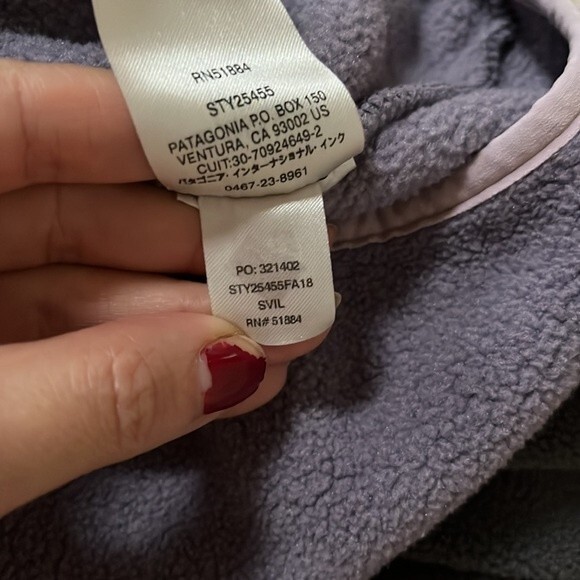 RN51884
STY25455
PATAGONIA P.O. BOX 150
VENTURA, CA 93002 US
CUIT:30-70924649-2
パタゴニア・インターナショナル・インク
0467-23-8961
PO: 321402
STY25455FA18
SVIL
RN# 51884